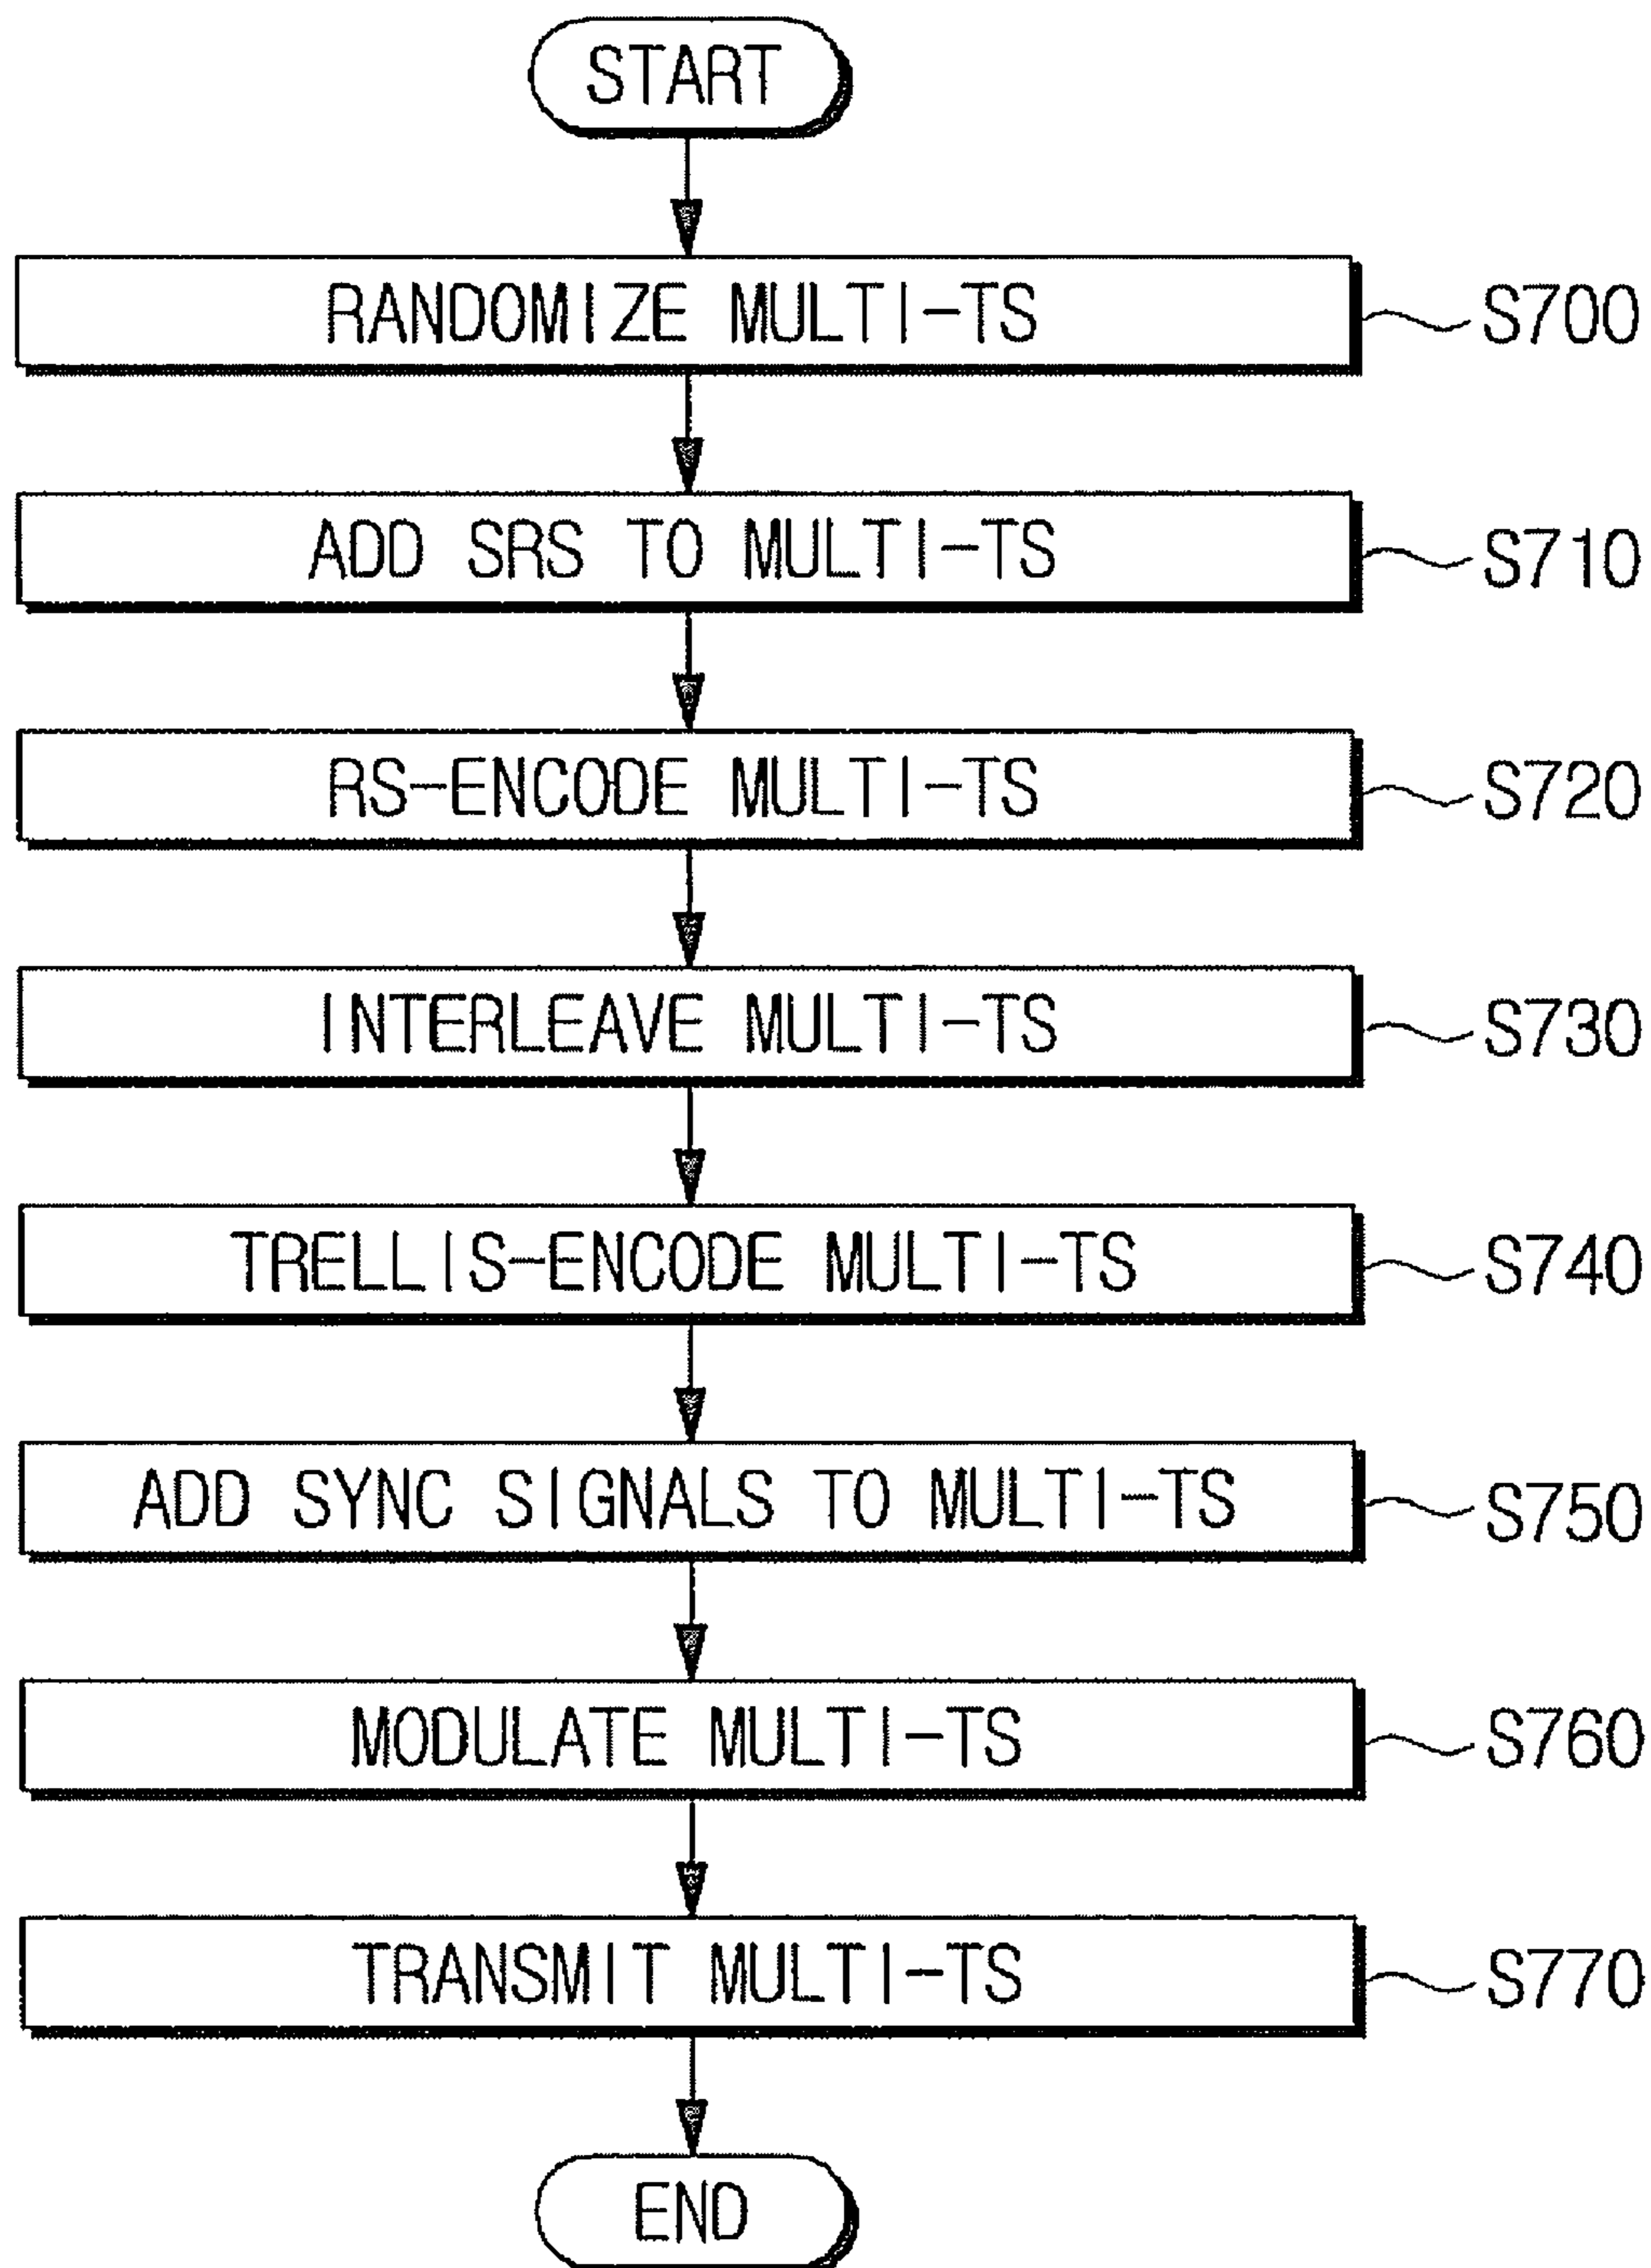 START
RANDOMIZE MULTI-TS
S700
ADD SRS TO MULTI-TS
S710
RS-ENCODE MULTI-TS
S720
INTERLEAVE MULTI-TS
S730
TRELLIS-ENCODE MULTI-TS
S740
ADD SYNC SIGNALS TO MULTI-TS
S750
MODULATE MULTI-TS
S760
TRANSMIT MULTI-TS
S770
END